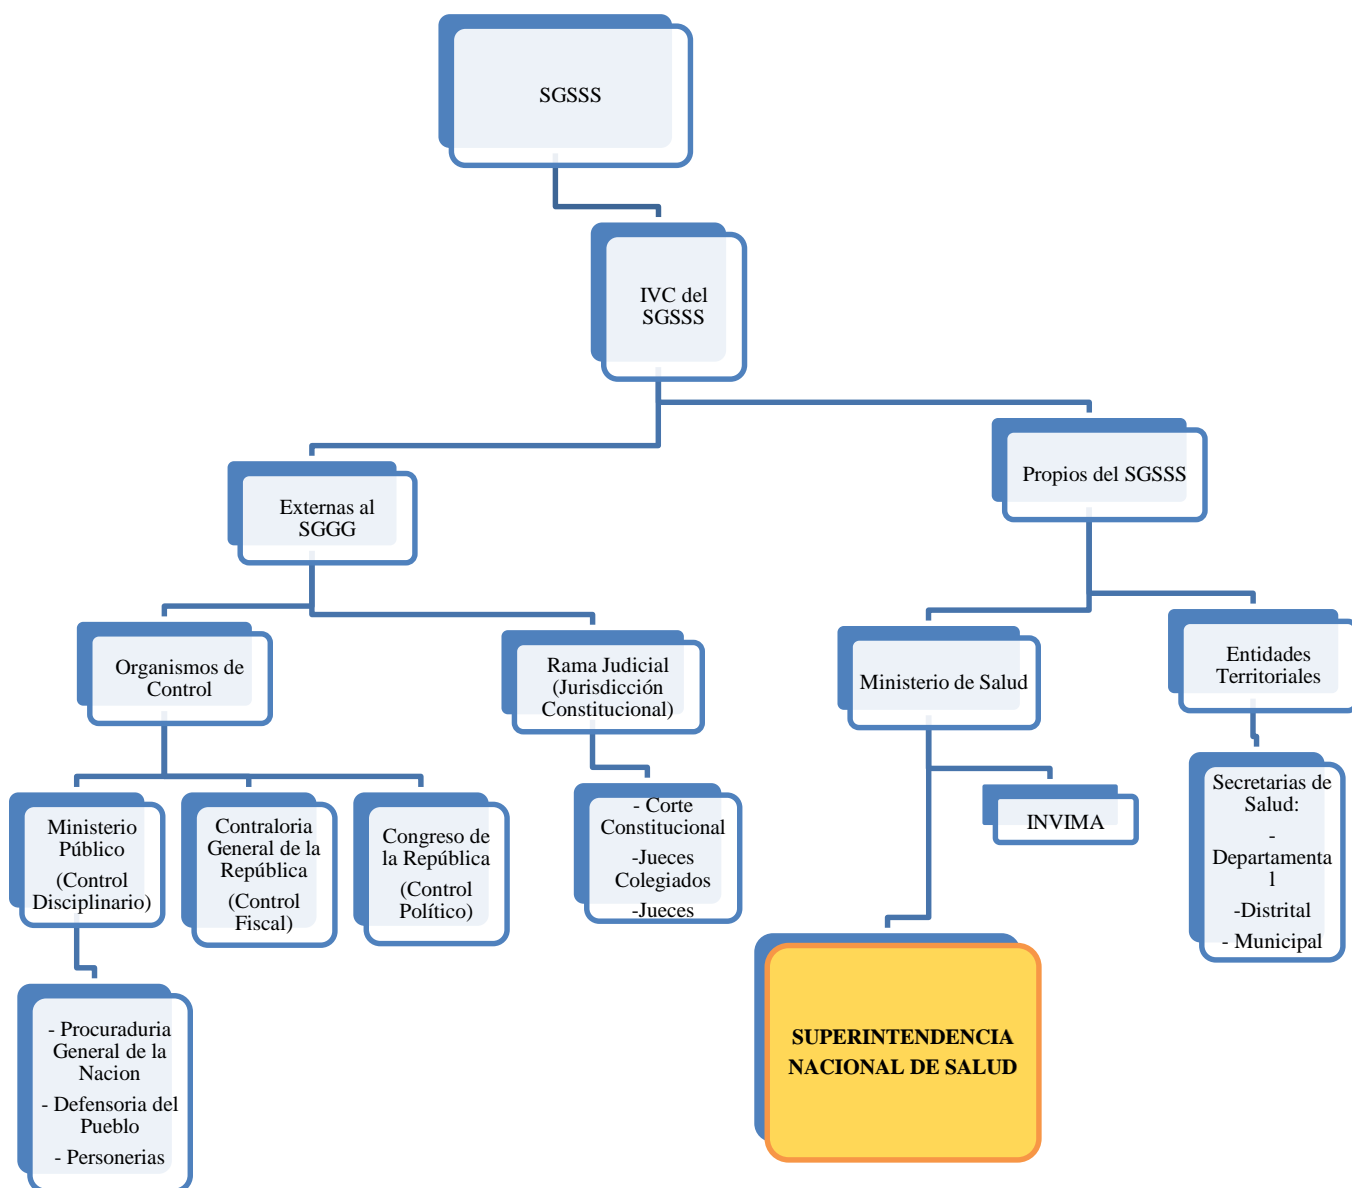 SGSSS
IVC del
SGSSS
Externas al
SGGG
Propios del SGSSS
Organismos de
Control
Rama Judicial
(Jurisdicción
Constitucional)
Ministerio de Salud
Entidades
Territoriales
Ministerio
Público
(Control
Disciplinario)
Contraloria
General de la
República
(Control
Fiscal)
Congreso de
la República
(Control
Político)
- Corte
Constitucional
-Jueces
Colegiados
-Jueces
INVIMA
Secretarias de
Salud:
-
Departamenta
l
-Distrital
- Municipal
- Procuraduria
General de la
Nacion
- Defensoria del
Pueblo
- Personerias
SUPERINTENDENCIA
NACIONAL DE SALUD